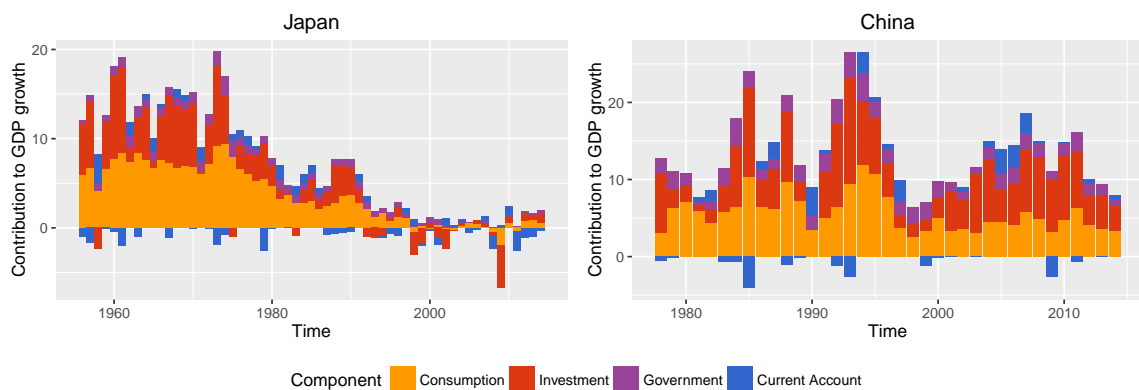 Japan
Contribution to GDP growth
20
10
0
1960
1980
2000
Time
China
Contribution to GDP growth
20
10
0
1980
1990
2000
2010
Time
Component
Consumption
Investment
Government
Current Account